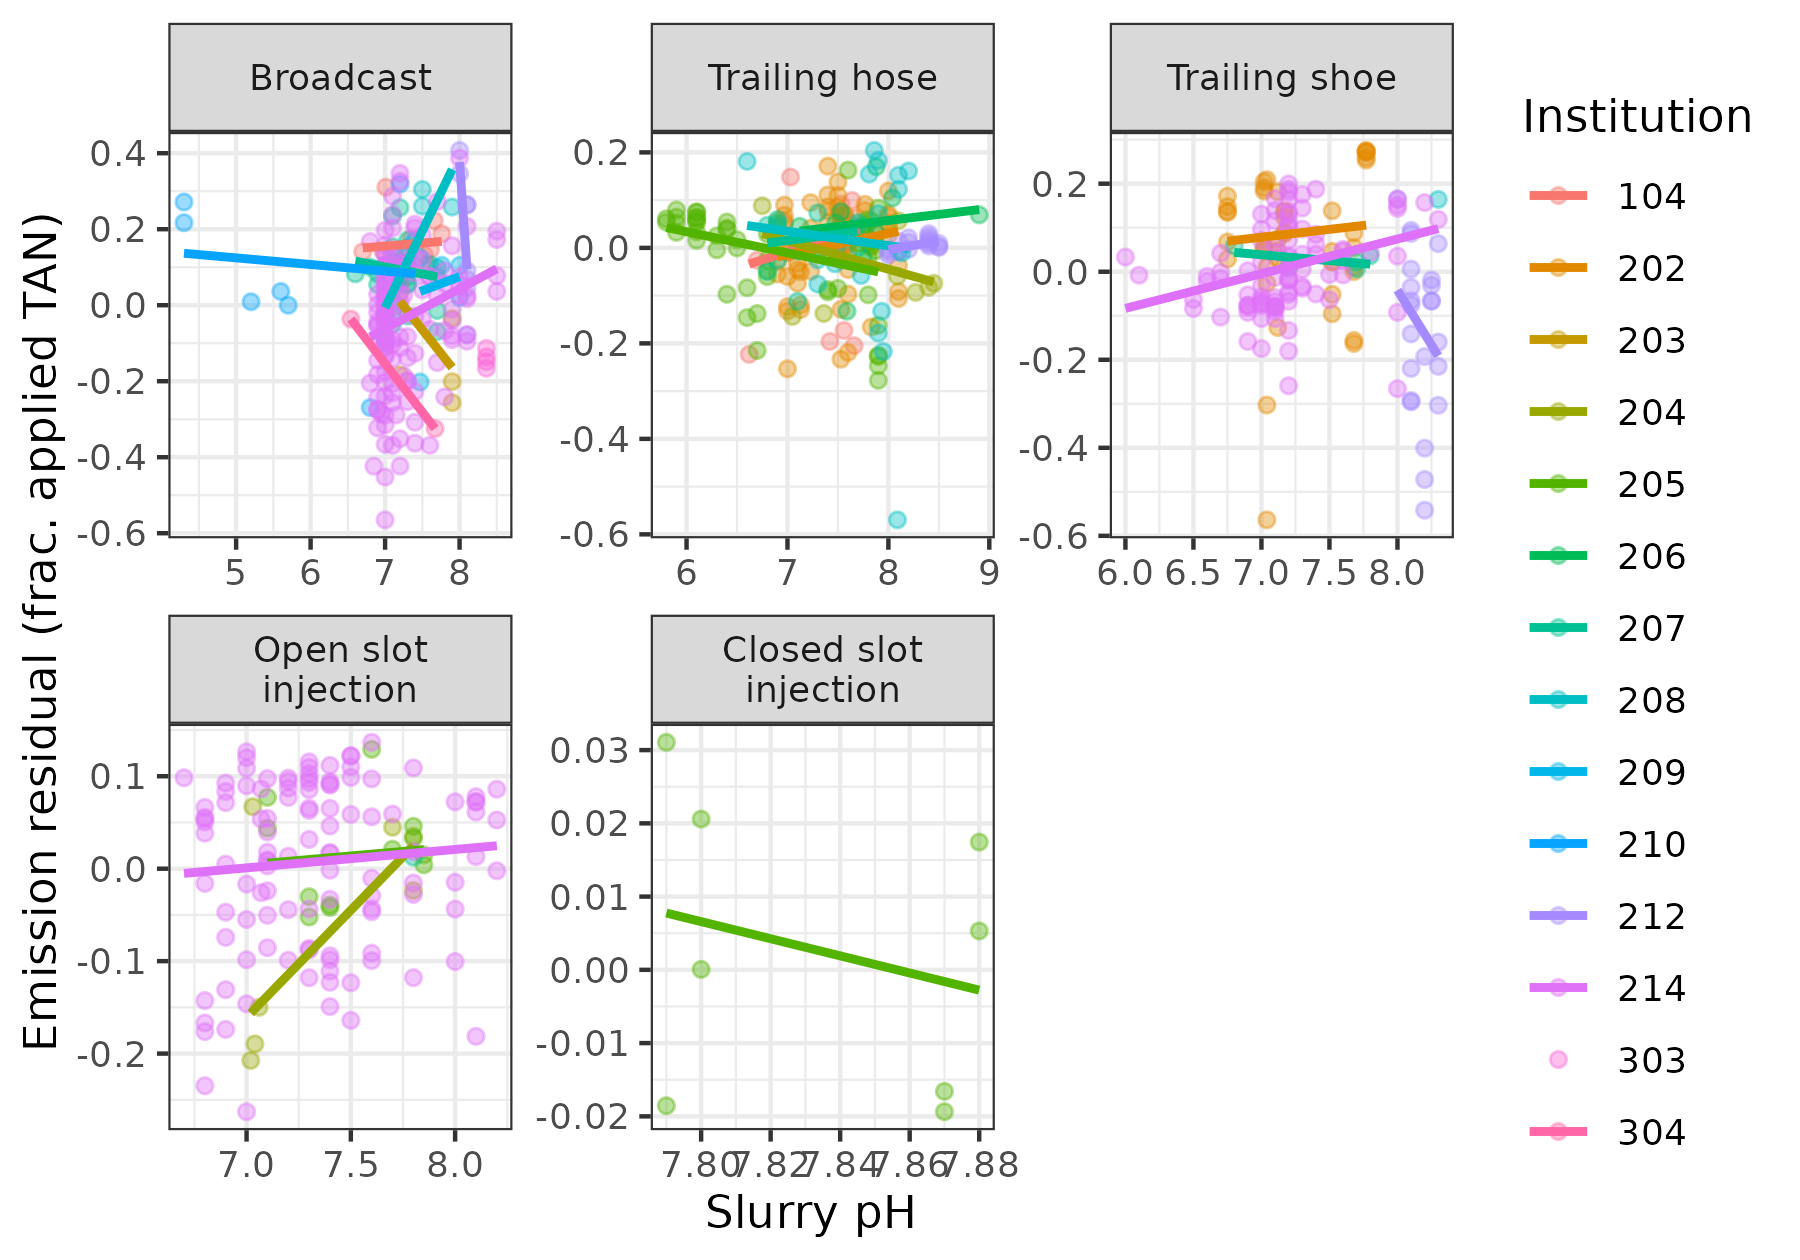 Broadcast
Trailing hose
Trailing shoe
0.4
0.2
0.0
-0.2
-0.4
-0.6
5 6 7 8
0.2
0.0
-0.2
-0.4
-0.6
6 7 8 9
0.2
0.0
-0.2
-0.4
-0.6
6.0 6.5 7.0 7.5 8.0
Open slot
injection
Closed slot
injection
0.1
0.0
-0.1
-0.2
7.0 7.5 8.0
0.03
0.02
0.01
0.00
-0.01
-0.02
7.80 7.82 7.84 7.86 7.88
Slurry pH
Emission residual (frac. applied TAN)
Institution
104
202
203
204
205
206
207
208
209
210
212
214
303
304